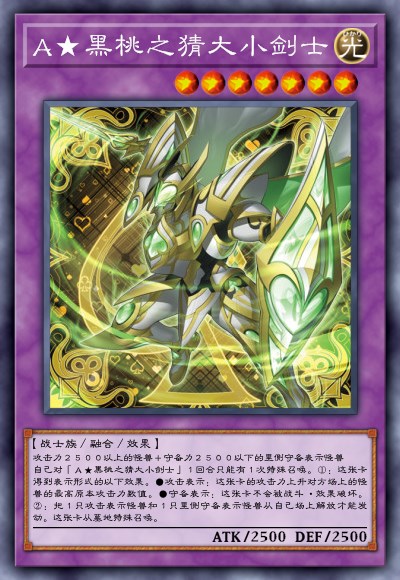 A★黑桃之猜大小剑士
光
ひかり
【战士族／融合／效果】
攻击力2500以上的怪兽＋守备力2500以下的里侧守备表示怪兽
自己对「A★黑桃之猜大小剑士」1回合只能有1次特殊召唤。①：这张卡
得到表示形式的以下效果。●攻击表示：这张卡的攻击力上升对方场上的怪
兽的最高原本攻击力数值。●守备表示：这张卡不会被战斗·效果破坏。
②：把1只攻击表示怪兽和1只里侧守备表示怪兽从自己场上解放才能发
动。这张卡从墓地特殊召唤。
ATK/2500 DEF/2500